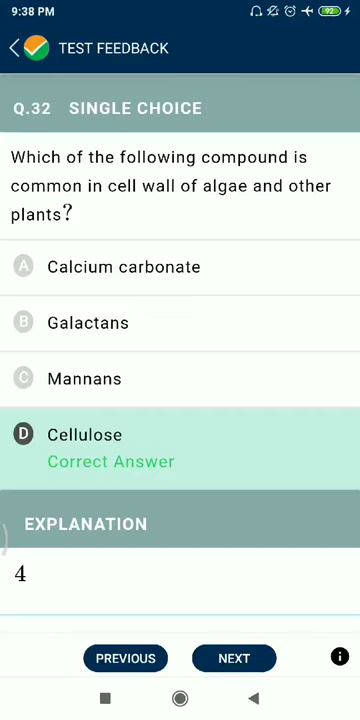 9:38 PM
92
TEST FEEDBACK
Q.32 SINGLE CHOICE
Which of the following compound is
common in cell wall of algae and other
plants?
A Calcium carbonate
B Galactans
C Mannans
D Cellulose
Correct Answer
EXPLANATION
4
PREVIOUS NEXT